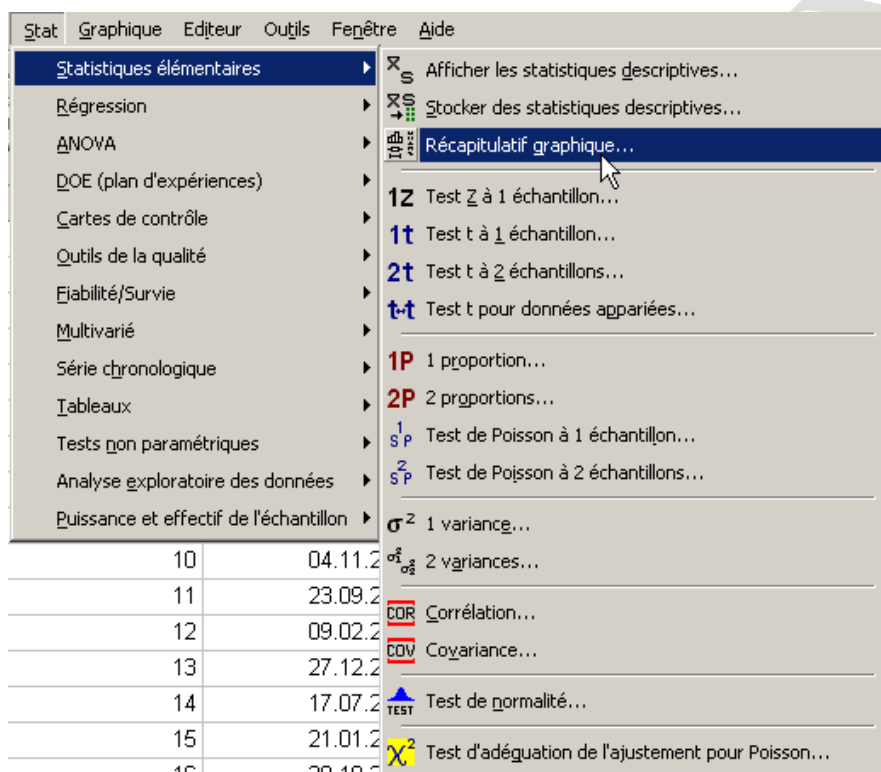 Stat Graphique Editeur Outils Fenêtre Aide
Statistiques élémentaires
Régression
ANOVA
DOE (plan d'expériences)
Cartes de contrôle
Outils de la qualité
Fiabilité/Survie
Multivarié
Série chronologique
Tableaux
Tests non paramétriques
Analyse exploratoire des données
Puissance et effectif de l'échantillon
X S Afficher les statistiques descriptives...
XS Stocker des statistiques descriptives...
Récapitulatif graphique...
1Z Test Z à 1 échantillon...
1t Test t à 1 échantillon...
2t Test t à 2 échantillons...
t-t Test t pour données appariées...
1P 1 proportion...
2P 2 proportions...
S 1 P Test de Poisson à 1 échantillon...
S 2 P Test de Poisson à 2 échantillons...
σ² 1 variance...
σ²₁ σ²₂ 2 variances...
COR Corrélation...
COV Covariance...
TEST Test de normalité...
χ² Test d'adéguation de l'ajustement pour Poisson...
10 04.11.2
11 23.09.2
12 09.02.2
13 27.12.2
14 17.07.2
15 21.01.2